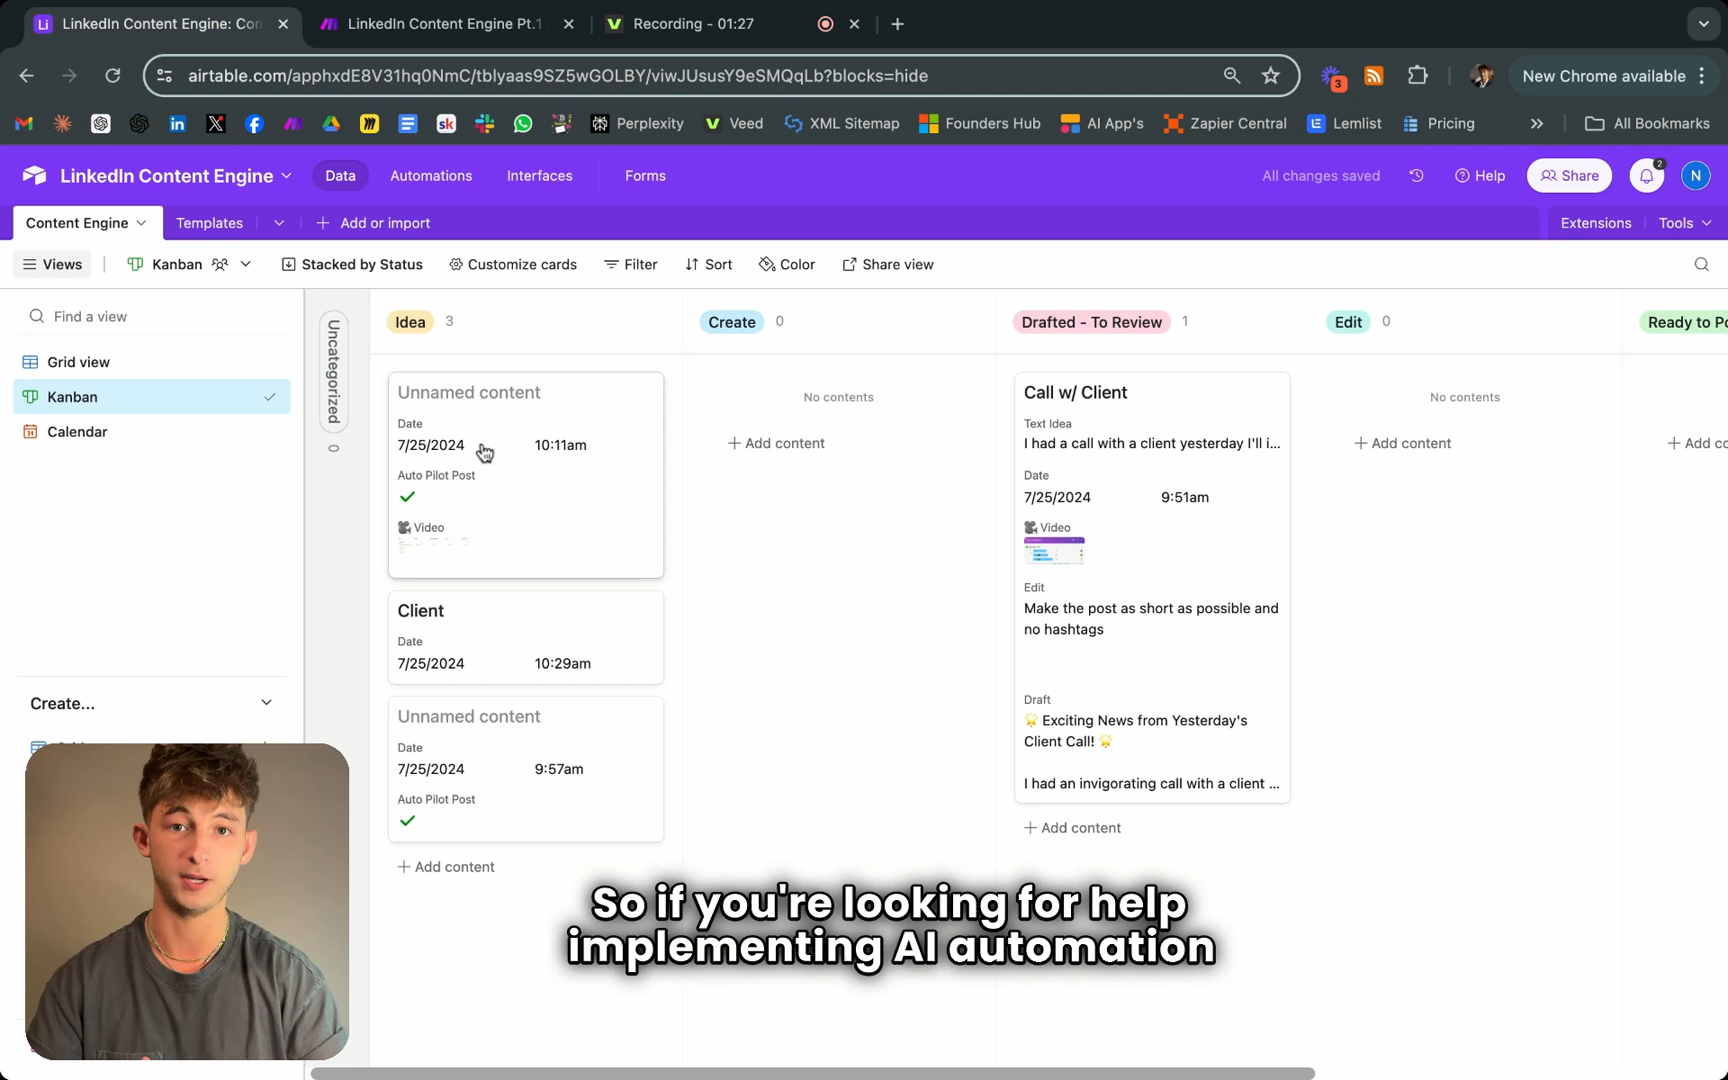 LinkedIn Content Engine: Con
LinkedIn Content Engine Pt.1
Recording - 01:27
airtable.com/apphxdE8V31hq0NmC/tblyaas9SZ5wGOLBY/viwJUsusY9eSMQqLb?blocks=hide
3
New Chrome available
Perplexity
Veed
XML Sitemap
Founders Hub
AI App's
Zapier Central
Lemlist
Pricing
All Bookmarks
LinkedIn Content Engine
Data
Automations
Interfaces
Forms
All changes saved
Help
Share
2
N
Content Engine
Templates
Add or import
Extensions
Tools
Views
Kanban
Stacked by Status
Customize cards
Filter
Sort
Color
Share view
Find a view
Grid view
Kanban
Calendar
Create...
Uncategorized
0
Idea 3
Unnamed content
Date
7/25/2024 10:11am
Auto Pilot Post
🎥 Video
Client
Date
7/25/2024 10:29am
Unnamed content
Date
7/25/2024 9:57am
Auto Pilot Post
+ Add content
Create 0
No contents
+ Add content
Drafted - To Review 1
Call w/ Client
Text Idea
I had a call with a client yesterday I'll i...
Date
7/25/2024 9:51am
🎥 Video
Edit
Make the post as short as possible and
no hashtags
Draft
🌟 Exciting News from Yesterday's
Client Call! 🌟
I had an invigorating call with a client ...
+ Add content
Edit 0
No contents
+ Add content
Ready to Po
+ Add co
So if you're looking for help
implementing AI automation